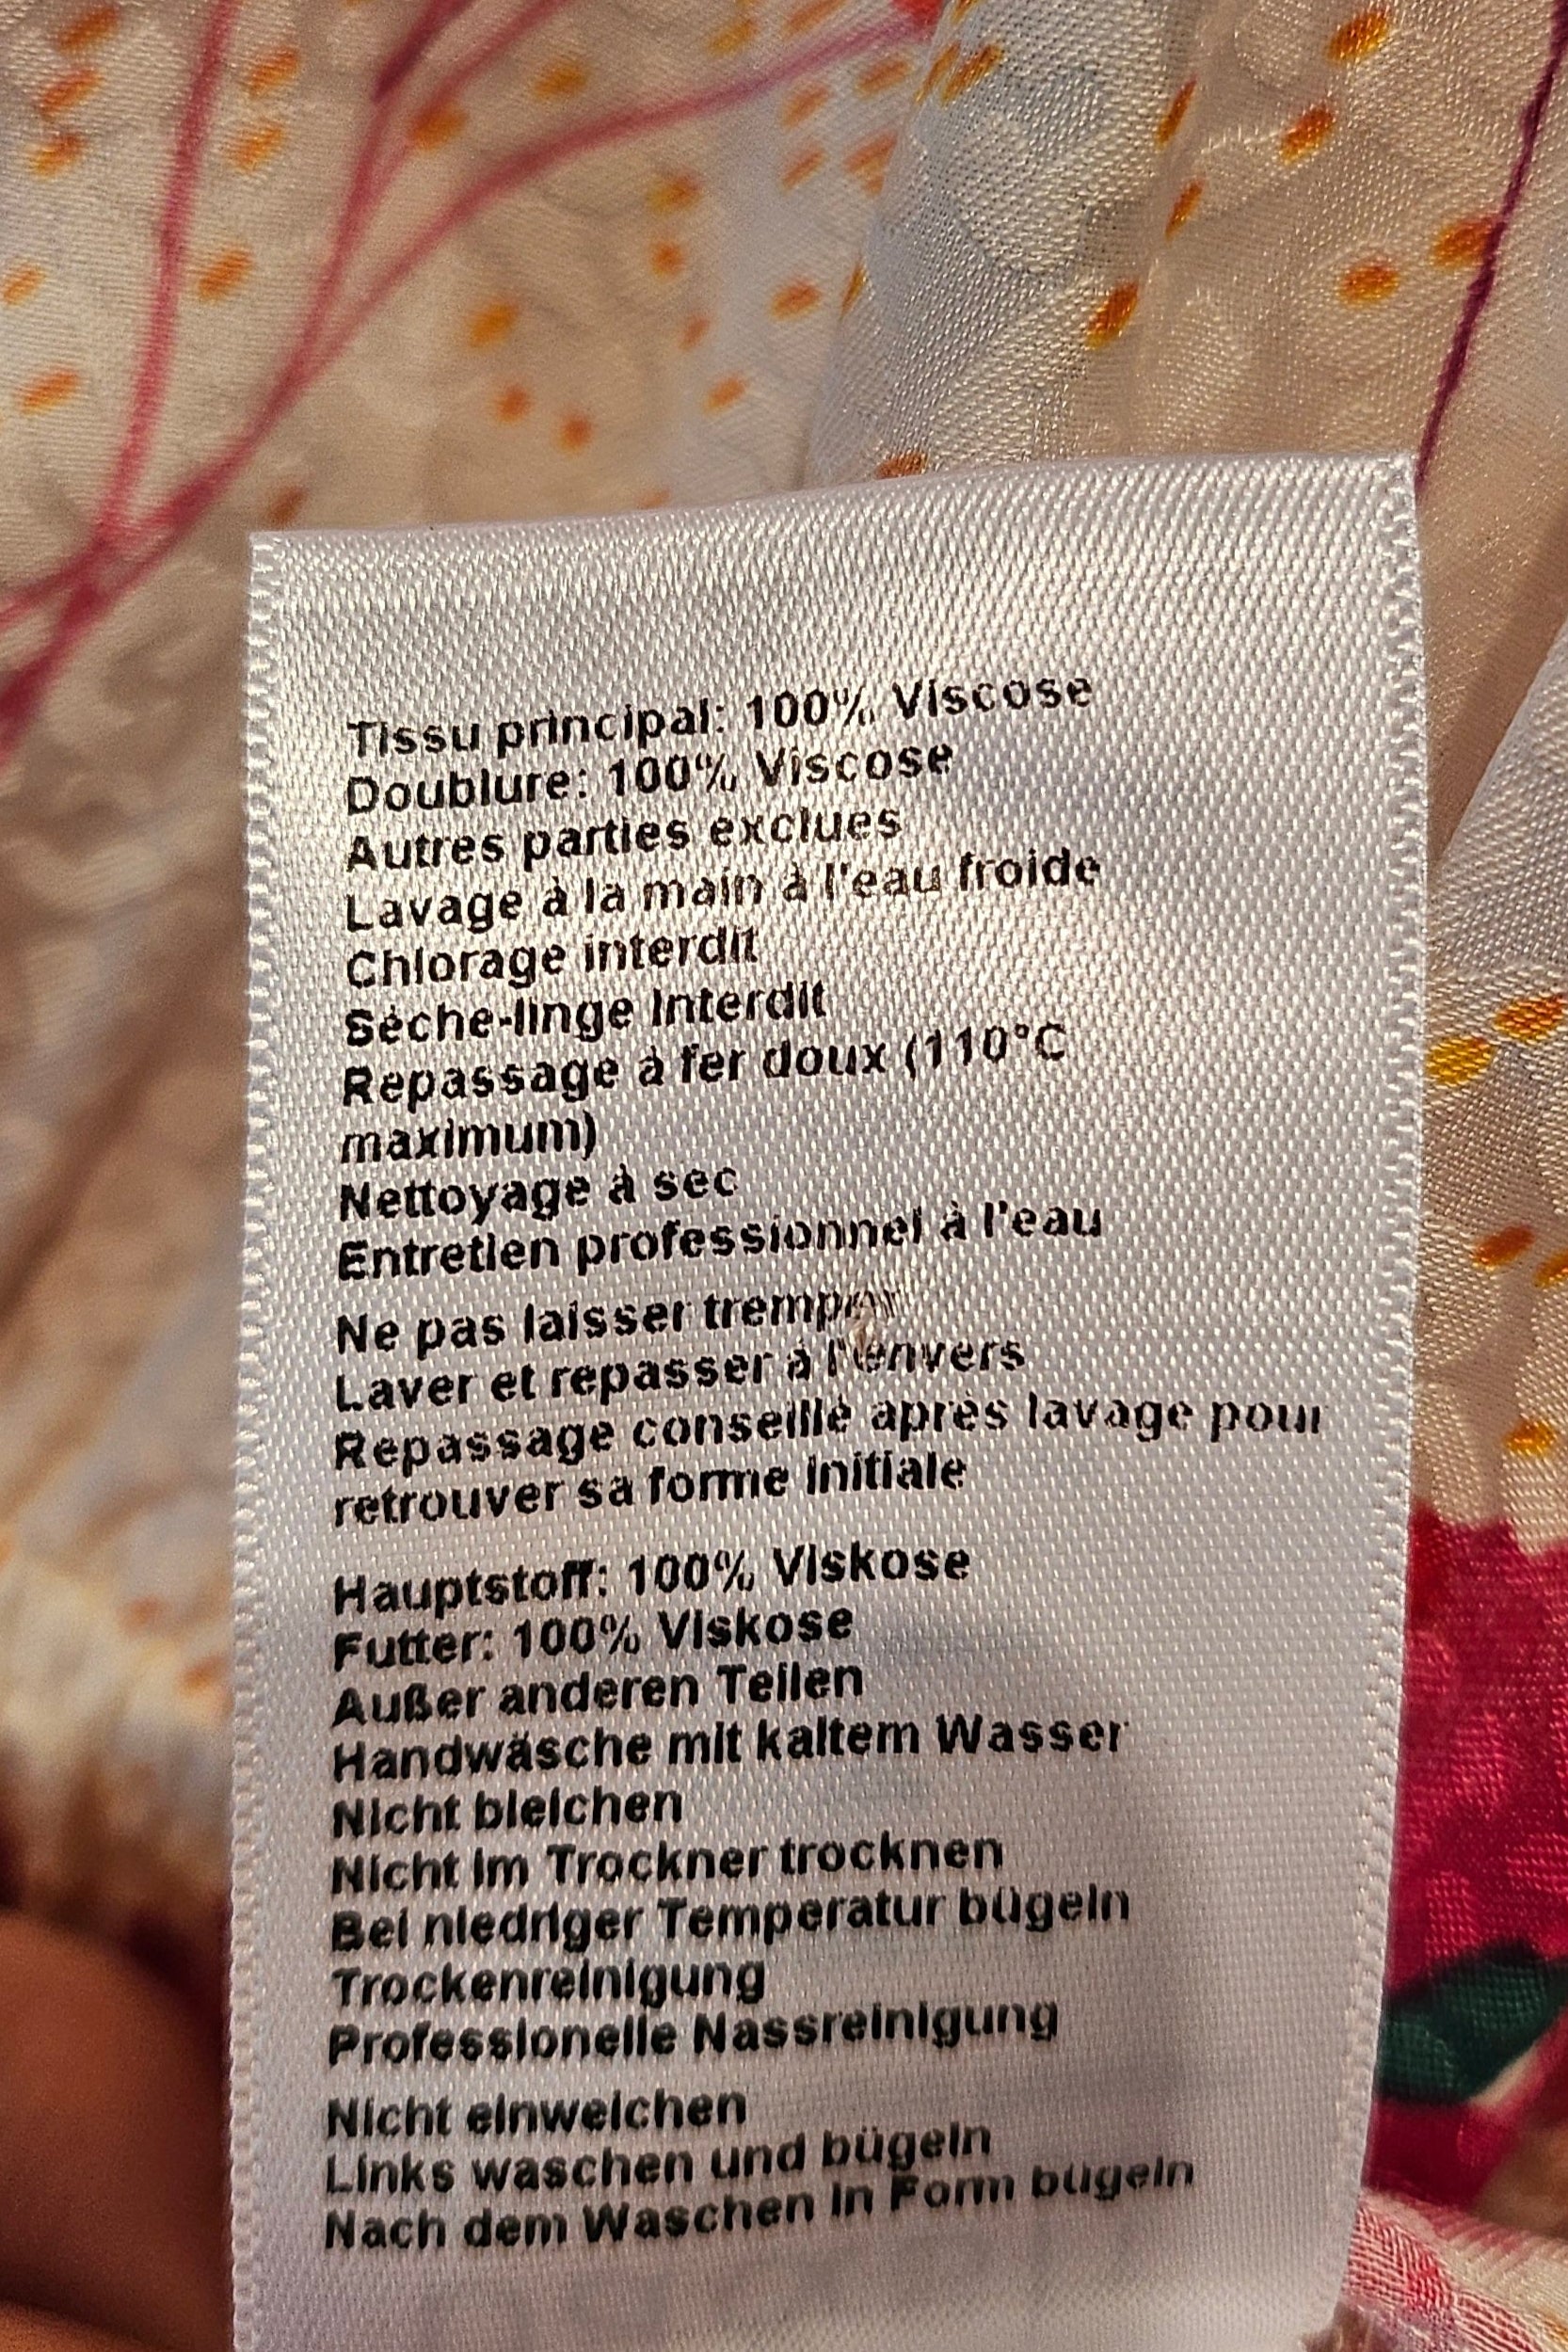 Tissu principal: 100% Viscose
Doublure: 100% Viscose
Autres parties exclues
Lavage à la main à l'eau froide
Chlorage interdit
Sèche-linge interdit
Repassage à fer doux (110°C
maximum)
Nettoyage à sec
Entretien professionnel à l'eau
Ne pas laisser tremper
Laver et repasser à l'envers
Repassage conseillé après lavage pour
retrouver sa forme initiale
Hauptstoff: 100% Viskose
Futter: 100% Viskose
Außer anderen Teilen
Handwäsche mit kaltem Wasser
Nicht bleichen
Nicht im Trockner trocknen
Bei niedriger Temperatur bügeln
Trockenreinigung
Professionelle Nassreinigung
Nicht einweichen
Links waschen und bügeln
Nach dem Waschen in Form bügeln